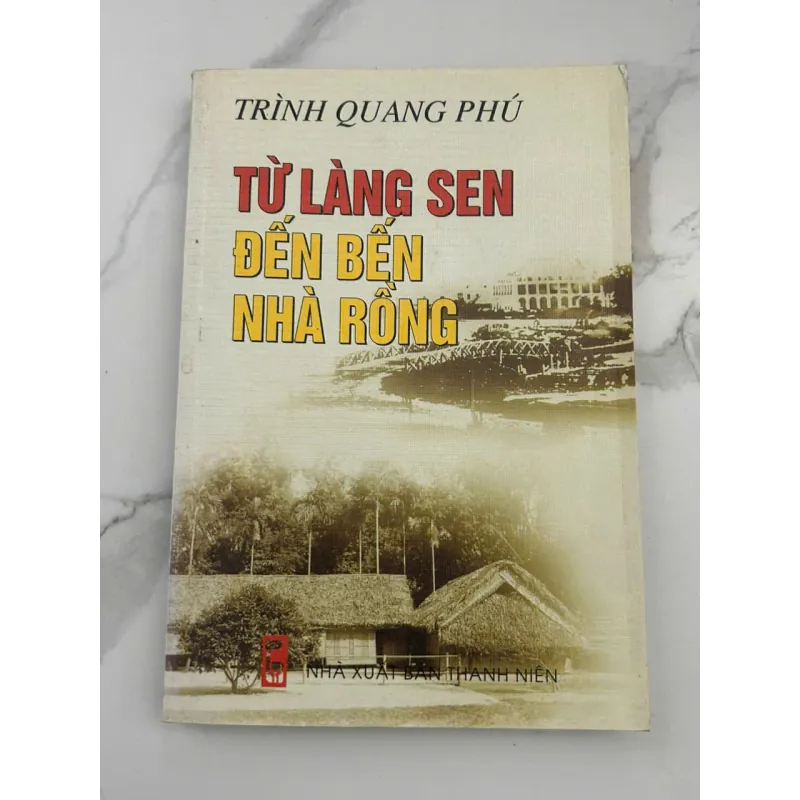 TRÌNH QUANG PHÚ
TỪ LÀNG SEN
ĐẾN BẾN
NHÀ RỒNG
NHÀ XUẤT BẢN THANH NIÊN